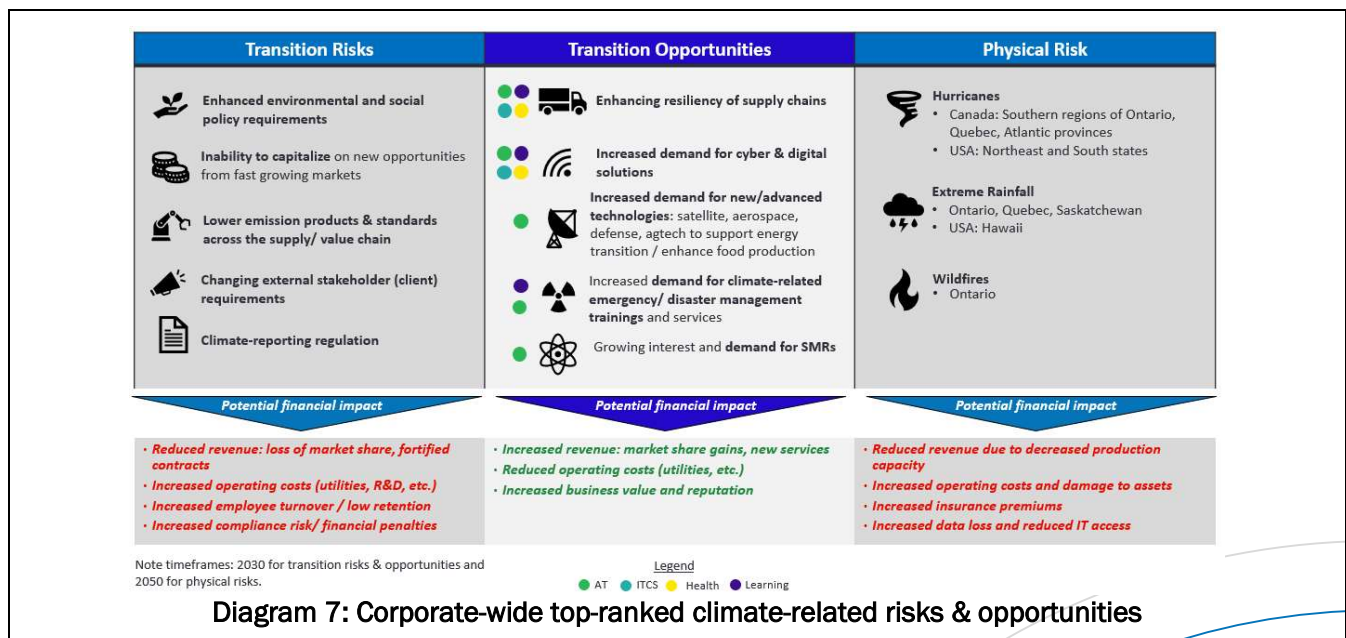 Transition Risks
Enhanced environmental and social
policy requirements
Inability to capitalize on new opportunities
from fast growing markets
Lower emission products & standards
across the supply/ value chain
Changing external stakeholder (client)
requirements
Climate-reporting regulation
Potential financial impact
· Reduced revenue: loss of market share, fortified
contracts
· Increased operating costs (utilities, R&D, etc.)
· Increased employee turnover / low retention
· Increased compliance risk/ financial penalties
Transition Opportunities
Enhancing resiliency of supply chains
Increased demand for cyber & digital
solutions
Increased demand for new/advanced
technologies: satellite, aerospace,
defense, agtech to support energy
transition / enhance food production
Increased demand for climate-related
emergency/ disaster management
trainings and services
Growing interest and demand for SMRs
Potential financial impact
· Increased revenue: market share gains, new services
· Reduced operating costs (utilities, etc.)
· Increased business value and reputation
Physical Risk
Hurricanes
• Canada: Southern regions of Ontario,
Quebec, Atlantic provinces
• USA: Northeast and South states
Extreme Rainfall
• Ontario, Quebec, Saskatchewan
• USA: Hawaii
Wildfires
• Ontario
Potential financial impact
· Reduced revenue due to decreased production
capacity
· Increased operating costs and damage to assets
· Increased insurance premiums
· Increased data loss and reduced IT access
Note timeframes: 2030 for transition risks & opportunities and
2050 for physical risks.
Legend
AT ITCS Health Learning
Diagram 7: Corporate-wide top-ranked climate-related risks & opportunities